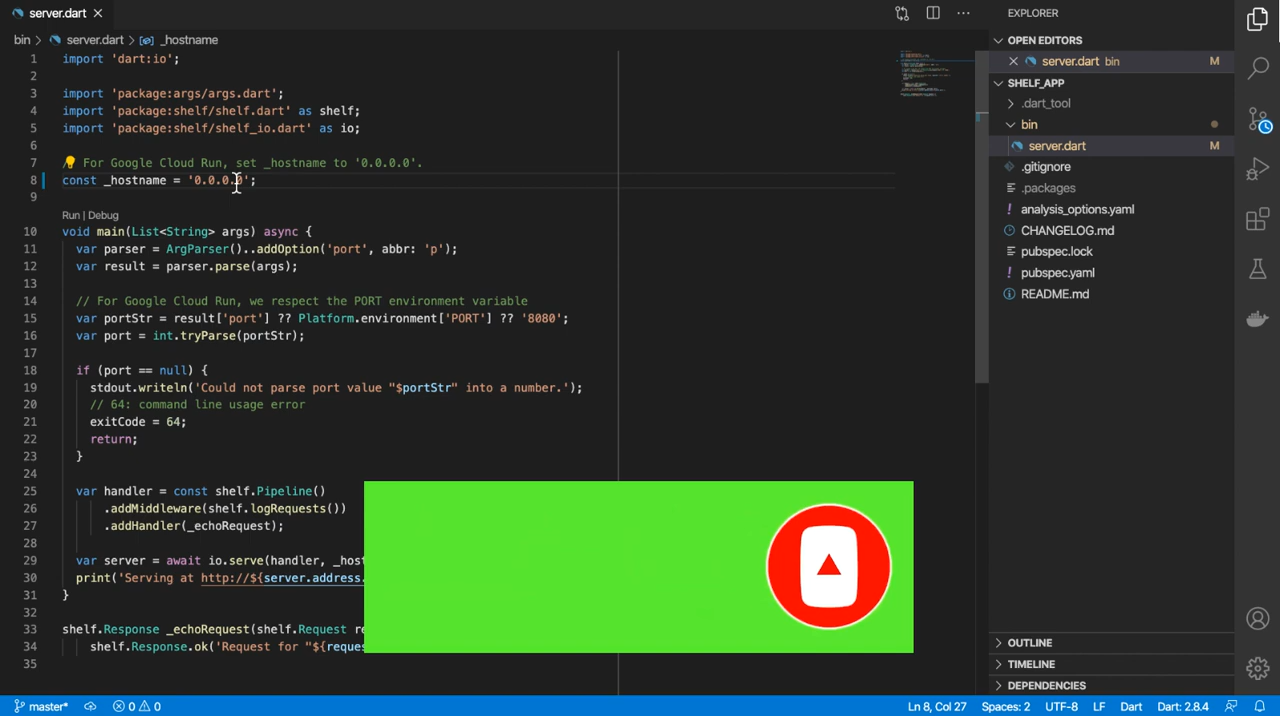 server.dart
bin > server.dart > _hostname
1 import 'dart:io';
2
3 import 'package:args/args.dart';
4 import 'package:shelf/shelf.dart' as shelf;
5 import 'package:shelf/shelf_io.dart' as io;
6
7 For Google Cloud Run, set _hostname to '0.0.0.0'.
8 const _hostname = '0.0.0.0';
9
Run | Debug
10 void main(List<String> args) async {
11 var parser = ArgParser()..addOption('port', abbr: 'p');
12 var result = parser.parse(args);
13
14 // For Google Cloud Run, we respect the PORT environment variable
15 var portStr = result['port'] ?? Platform.environment['PORT'] ?? '8080';
16 var port = int.tryParse(portStr);
17
18 if (port == null) {
19 stdout.writeln('Could not parse port value "$portStr" into a number.');
20 // 64: command line usage error
21 exitCode = 64;
22 return;
23 }
24
25 var handler = const shelf.Pipeline()
26 .addMiddleware(shelf.logRequests())
27 .addHandler(_echoRequest);
28
29 var server = await io.serve(handler, _host
30 print('Serving at http://${server.address.
31 }
32
33 shelf.Response _echoRequest(shelf.Request re
34 shelf.Response.ok('Request for "${reques
35
EXPLORER
OPEN EDITORS
server.dart bin M
SHELF_APP
.dart_tool
bin
server.dart M
.gitignore
.packages
analysis_options.yaml
CHANGELOG.md
pubspec.lock
pubspec.yaml
README.md
OUTLINE
TIMELINE
DEPENDENCIES
master* 0 0 Ln 8, Col 27 Spaces: 2 UTF-8 LF Dart Dart: 2.8.4